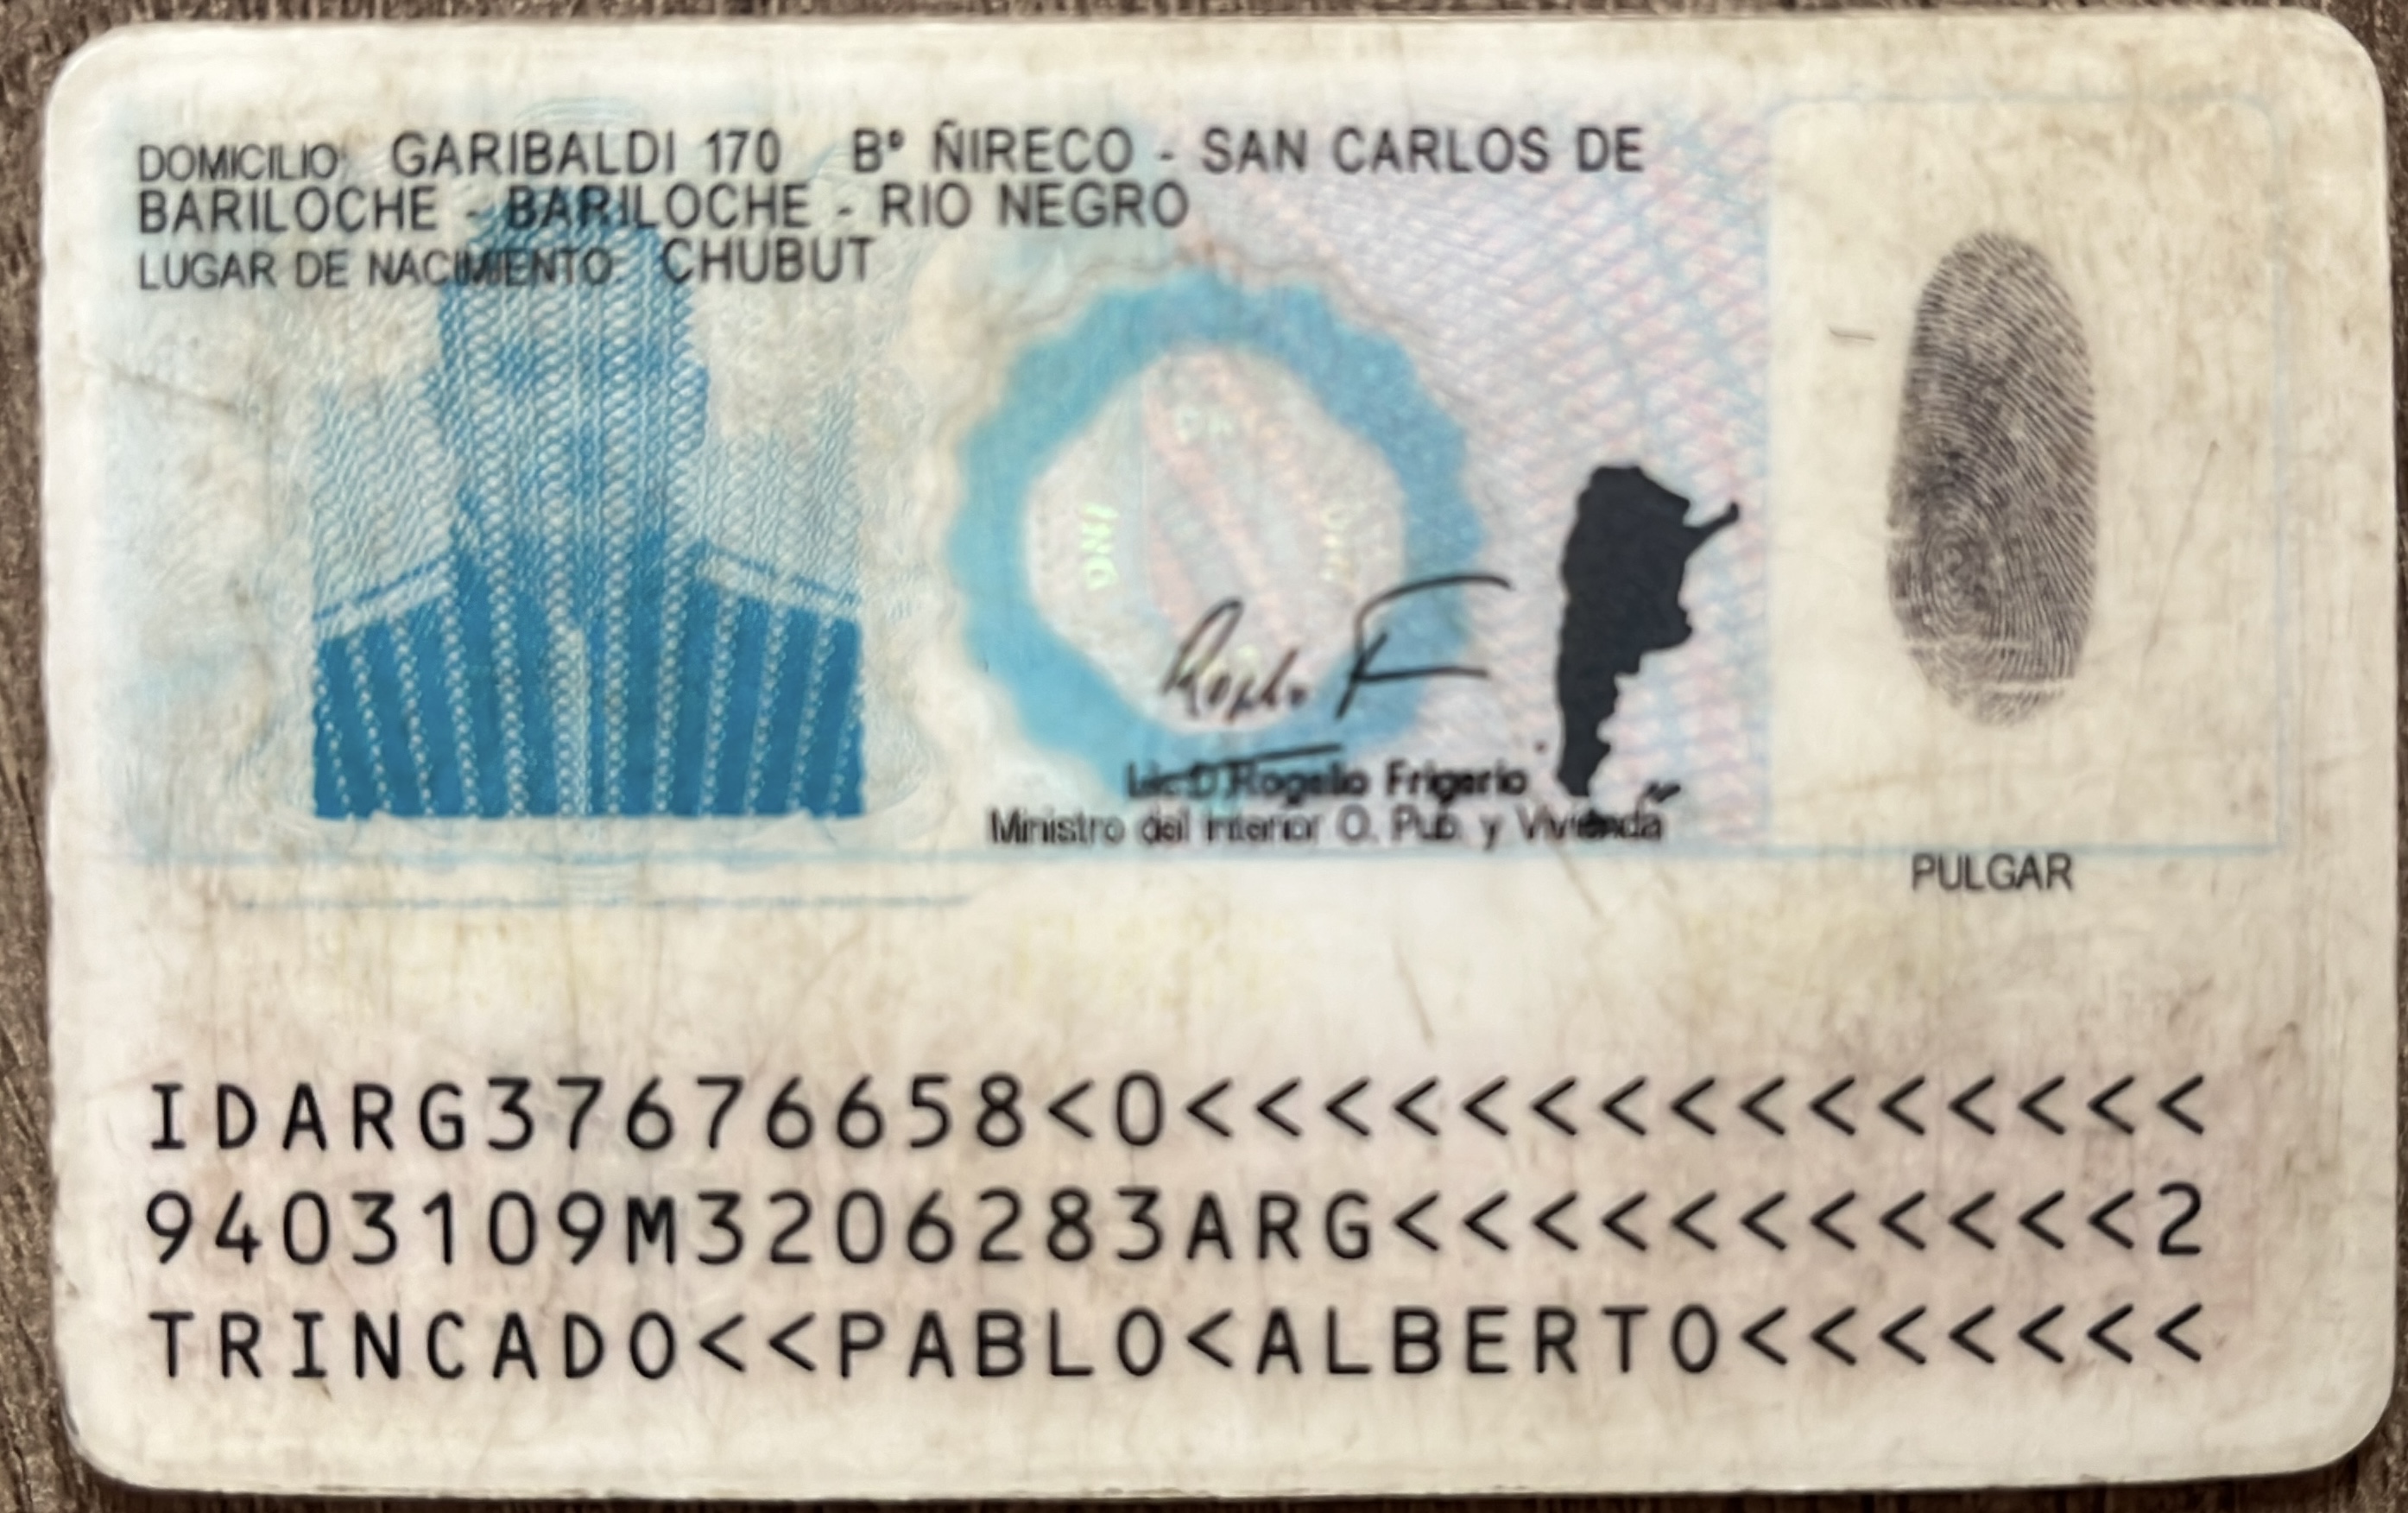 DOMICILIO: GARIBALDI 170 B° ÑIRECO - SAN CARLOS DE
BARILOCHE - BARILOCHE - RIO NEGRO
LUGAR DE NACIMIENTO: CHUBUT
DNI
Lic.D.Rogelio Frigerio
Ministro del Interior O. Pub. y Vivienda
PULGAR
IDARG37676658<0<<<<<<<<<<<<<<<
9403109M3206283ARG<<<<<<<<<<<2
TRINCADO<<PABLO<ALBERTO<<<<<<<